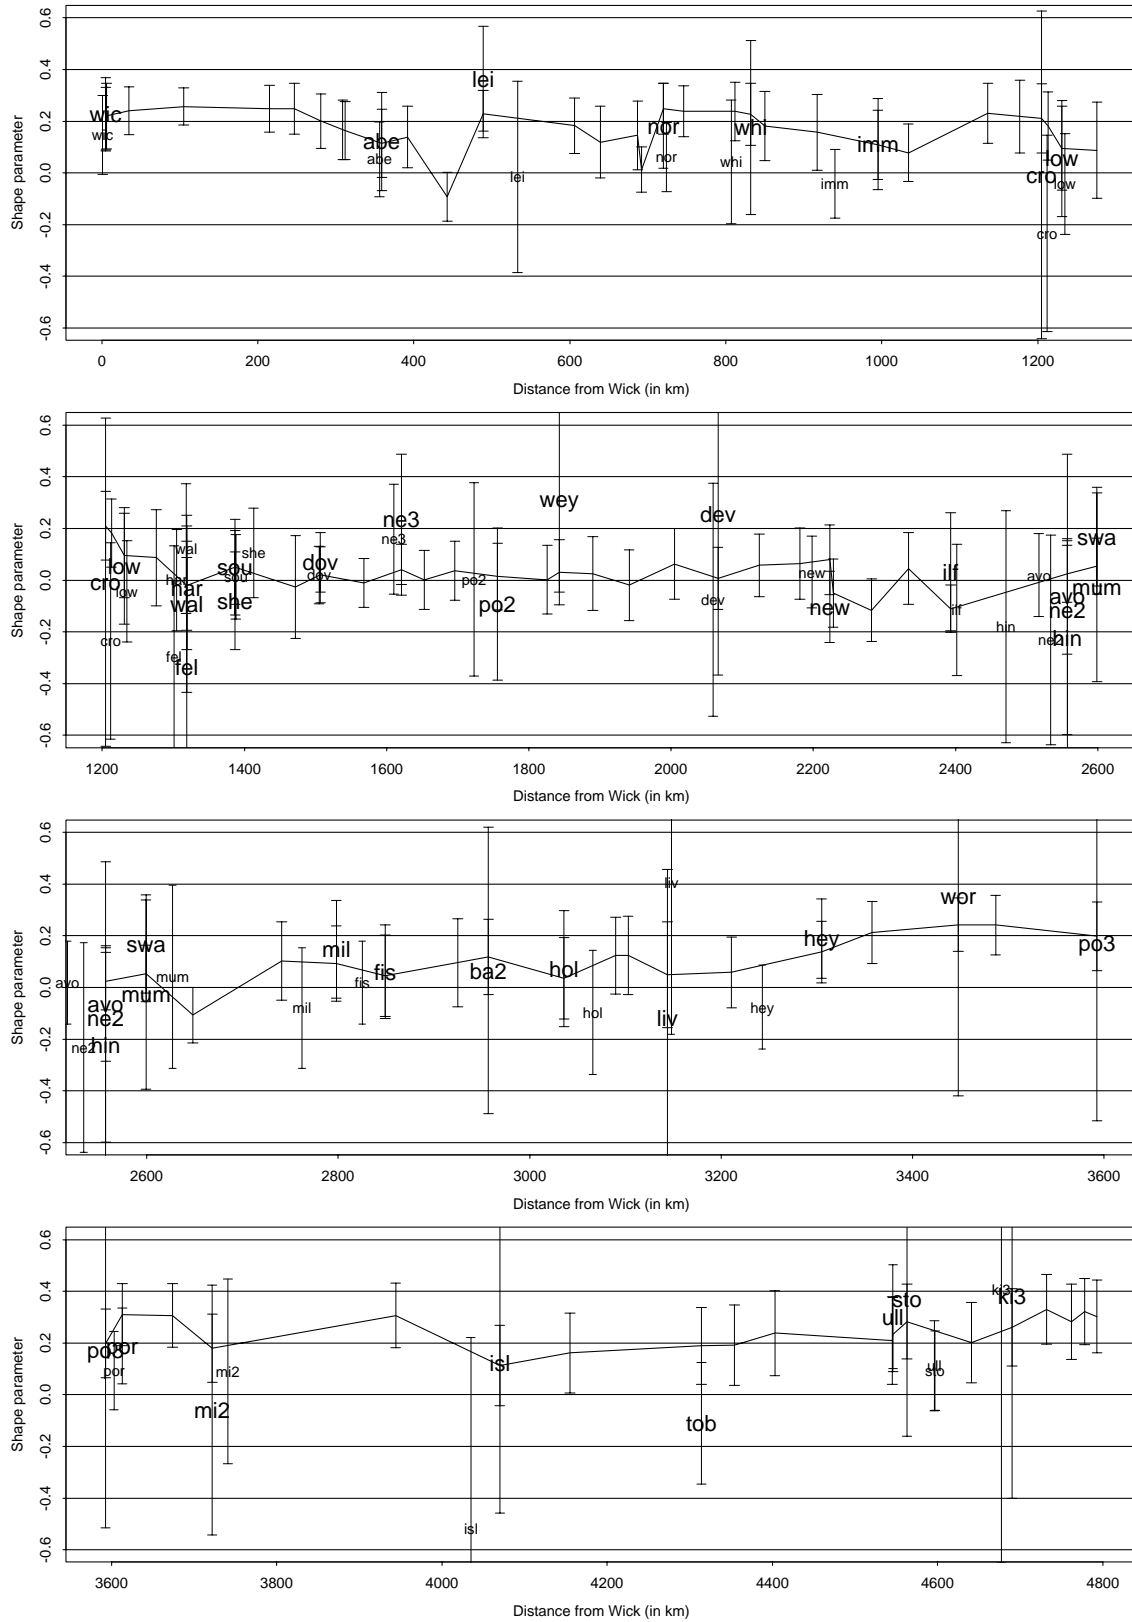 0.6
0.4
lei
0.2
wic
wic
nor
whi
abe
imm
abe
nor
low
whi
0.0
lei
imm
cro
low
-0.2
cro
-0.4
-0.6
Shape parameter
0 200 400 600 800 1000 1200
Distance from Wick (in km)
0.6
0.4
wey
dev
ne3
0.2
ne3
swa
wal
she
low
sou
dov
cro
har
sou
dov
po2
new
ilf
avo
0.0
low
har
mum
wal
she
po2
dev
new
ilf
avo
ne2
-0.2
cro
hin
ne2
hin
fel
fel
-0.4
-0.6
Shape parameter
1200 1400 1600 1800 2000 2200 2400 2600
Distance from Wick (in km)
0.6
0.4
liv
wor
0.2
swa
mil
hey
po3
avo
mum
fis
fis
ba2
hol
0.0
mum
avo
mil
hol
hey
ne2
liv
-0.2
ne2
hin
-0.4
-0.6
Shape parameter
2600 2800 3000 3200 3400 3600
Distance from Wick (in km)
0.6
0.4
ki3
sto
ki3
ull
0.2
po3
por
isl
por
mi2
ull
sto
0.0
mi2
tob
-0.2
-0.4
isl
-0.6
Shape parameter
3600 3800 4000 4200 4400 4600 4800
Distance from Wick (in km)